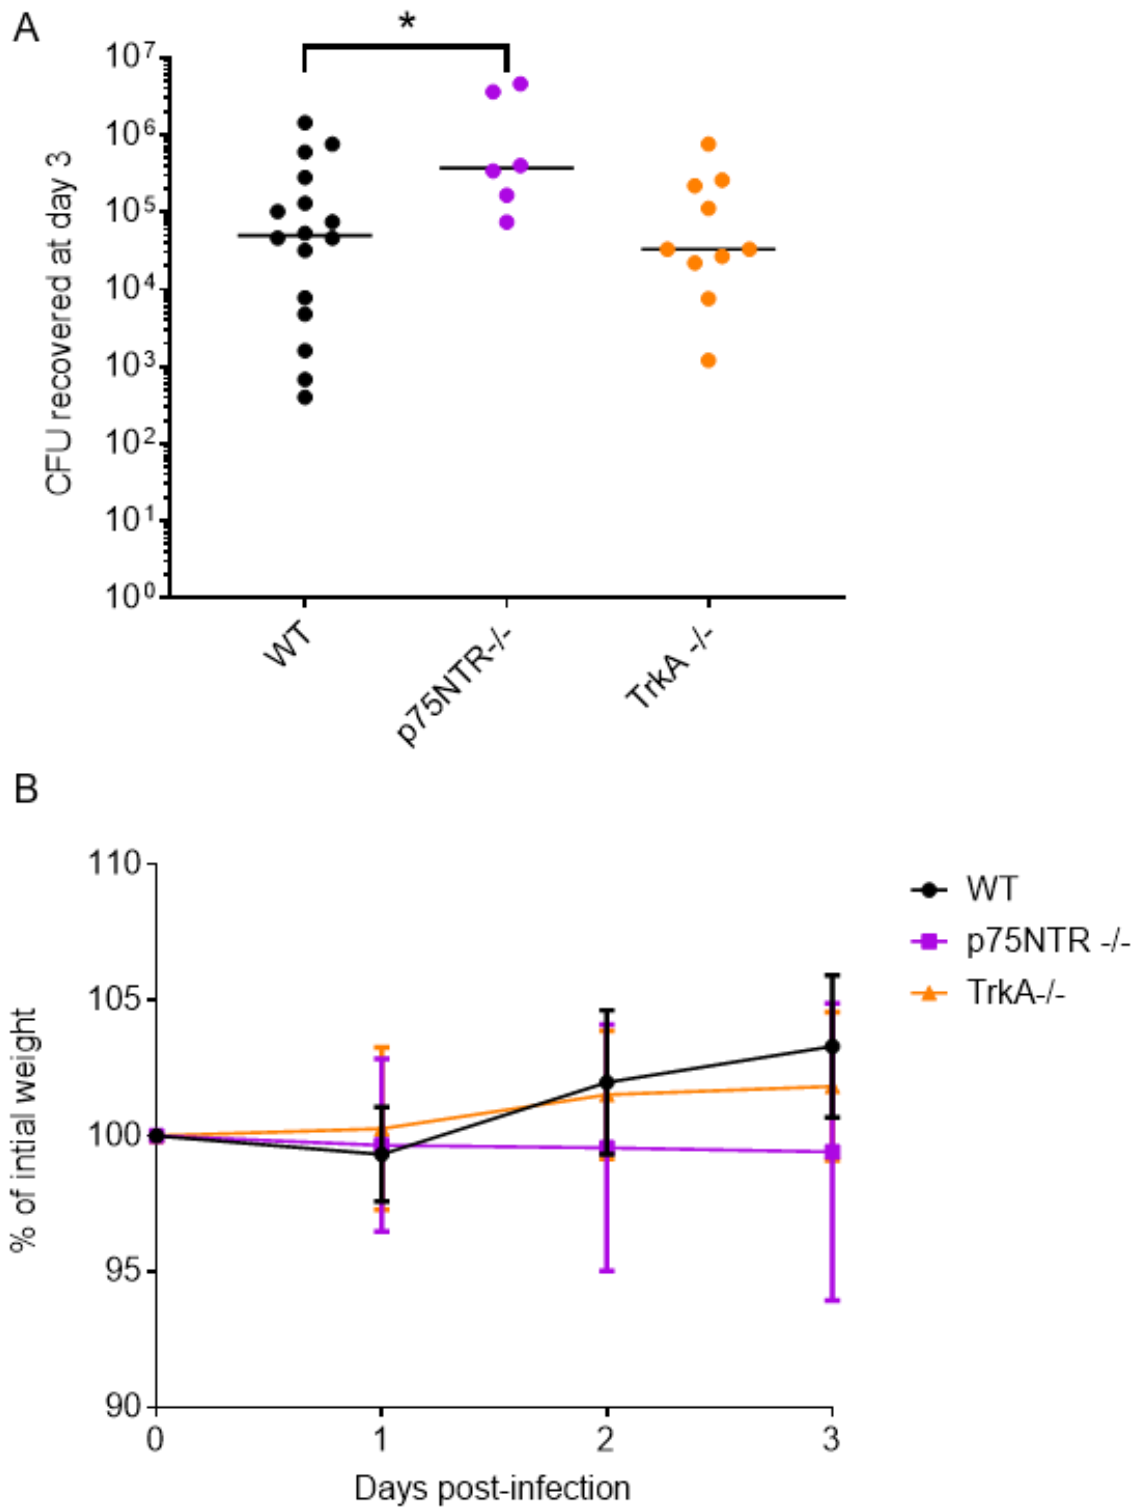 A
*
CFU recovered at day 3
10⁷
10⁶
10⁵
10⁴
10³
10²
10¹
10⁰
WT
p75NTR-/-
TrkA -/-
B
% of intial weight
110
105
100
95
90
0
1
2
3
Days post-infection
WT
p75NTR -/-
TrkA-/-